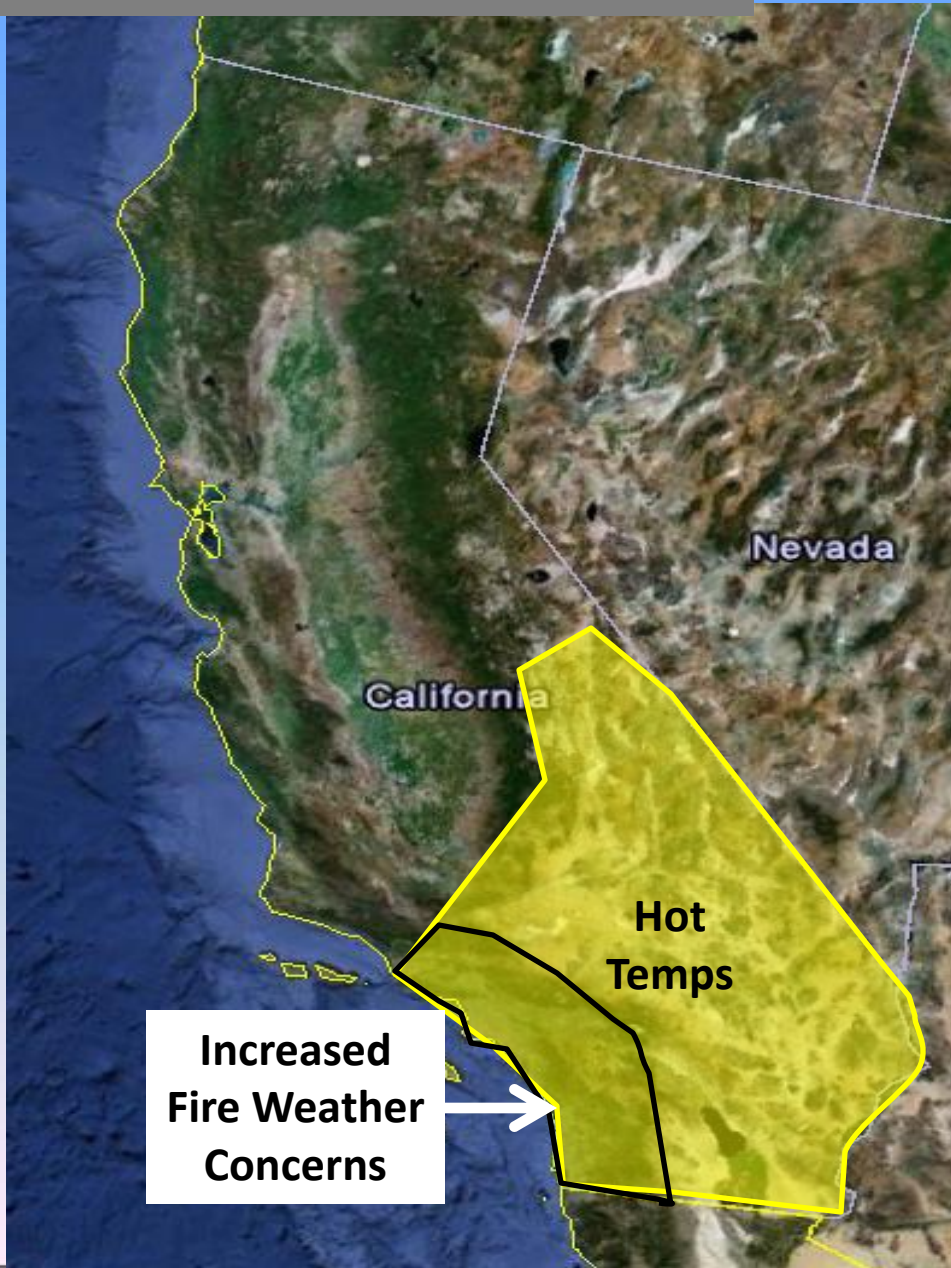 Nevada
California
Hot
Temps
Increased
Fire Weather
Concerns